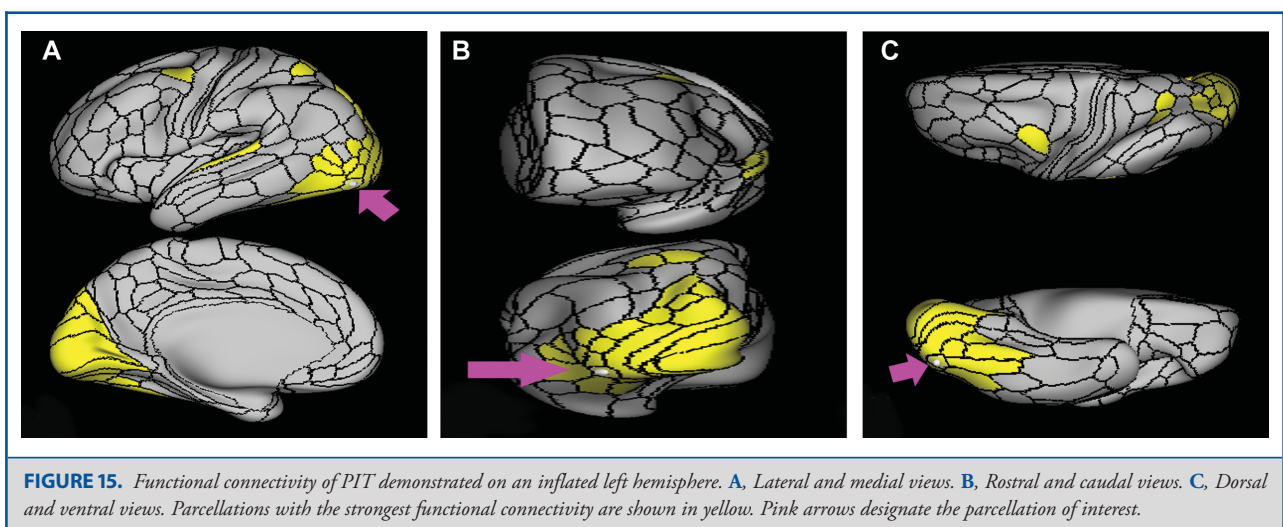 A
B
C
FIGURE 15. Functional connectivity of PIT demonstrated on an inflated left hemisphere. A, Lateral and medial views. B, Rostral and caudal views. C, Dorsal
and ventral views. Parcellations with the strongest functional connectivity are shown in yellow. Pink arrows designate the parcellation of interest.